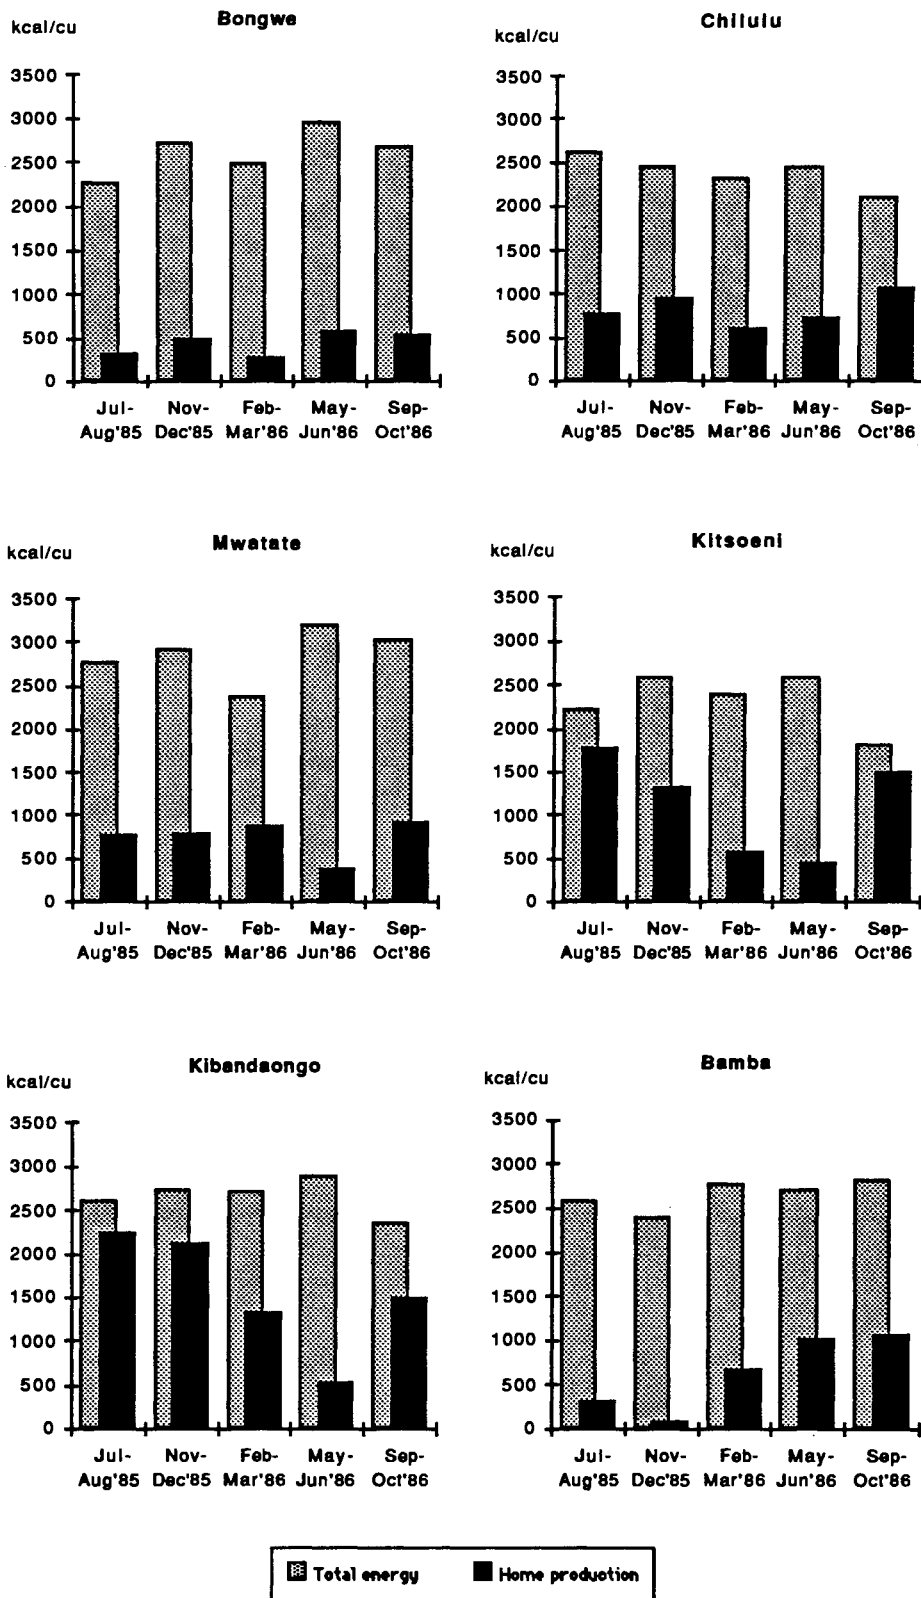 Bongwe
kcal/cu
3500
3000
2500
2000
1500
1000
500
0
Jul- Nov- Feb- May- Sep-
Aug'85 Dec'85 Mar'86 Jun'86 Oct'86
Chilulu
kcal/cu
3500
3000
2500
2000
1500
1000
500
0
Jul- Nov- Feb- May- Sep-
Aug'85 Dec'85 Mar'86 Jun'86 Oct'86
Mwatate
kcal/cu
3500
3000
2500
2000
1500
1000
500
0
Jul- Nov- Feb- May- Sep-
Aug'85 Dec'85 Mar'86 Jun'86 Oct'86
Kitsoeni
kcal/cu
3500
3000
2500
2000
1500
1000
500
0
Jul- Nov- Feb- May- Sep-
Aug'85 Dec'85 Mar'86 Jun'86 Oct'86
Kibandaongo
kcal/cu
3500
3000
2500
2000
1500
1000
500
0
Jul- Nov- Feb- May- Sep-
Aug'85 Dec'85 Mar'86 Jun'86 Oct'86
Bamba
kcal/cu
3500
3000
2500
2000
1500
1000
500
0
Jul- Nov- Feb- May- Sep-
Aug'85 Dec'85 Mar'86 Jun'86 Oct'86
Total energy Home production